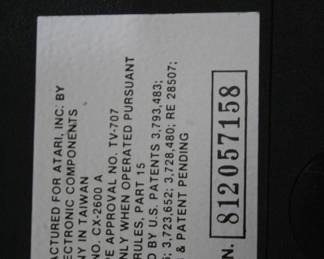 ACTURED FOR ATARI, INC. BY
ECTRONIC COMPONENTS
NY IN TAIWAN
NO. CX-2600 A
E APPROVAL NO. TV-707
NLY WHEN OPERATED PURSUANT
RULES, PART 15
D BY U.S. PATENTS 3,793,483;
; 3,723,652; 3,728,480; RE 28507;
& PATENT PENDING
N. 812057158